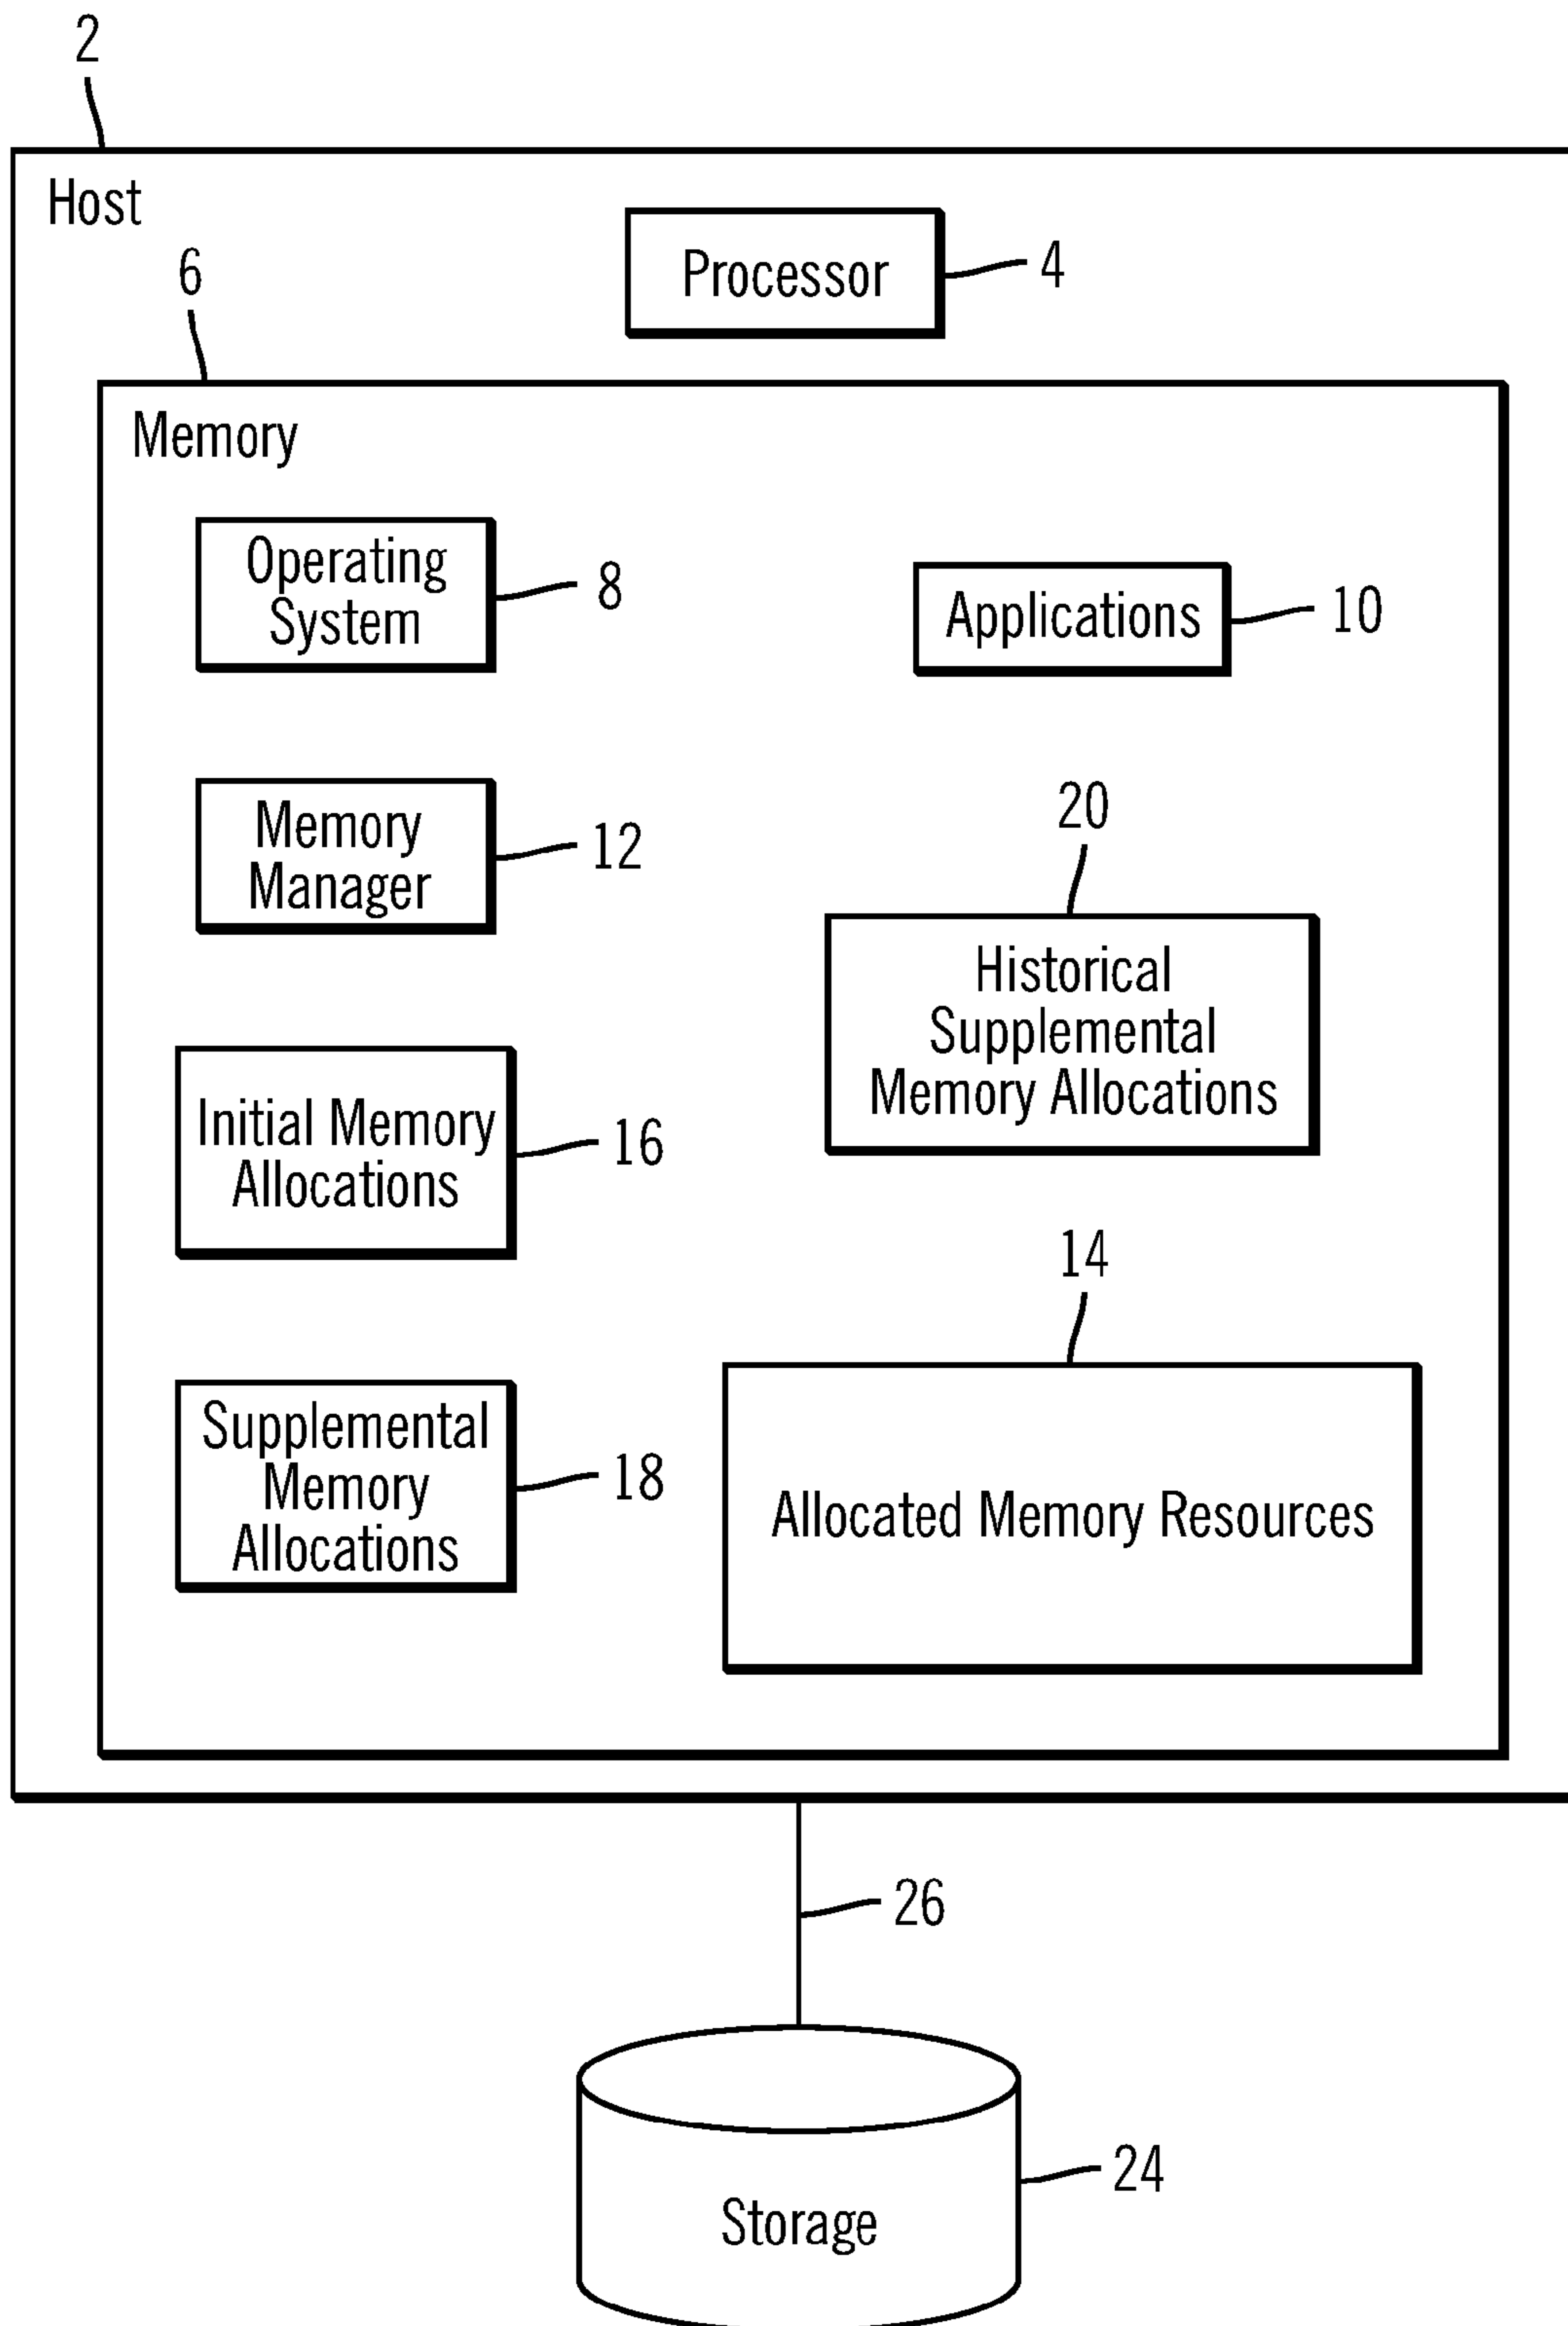 2
Host
Processor
4
6
Memory
Operating
System
8
Applications
10
Memory
Manager
12
20
Historical
Supplemental
Memory Allocations
Initial Memory
Allocations
16
14
Supplemental
Memory
Allocations
18
Allocated Memory Resources
26
24
Storage